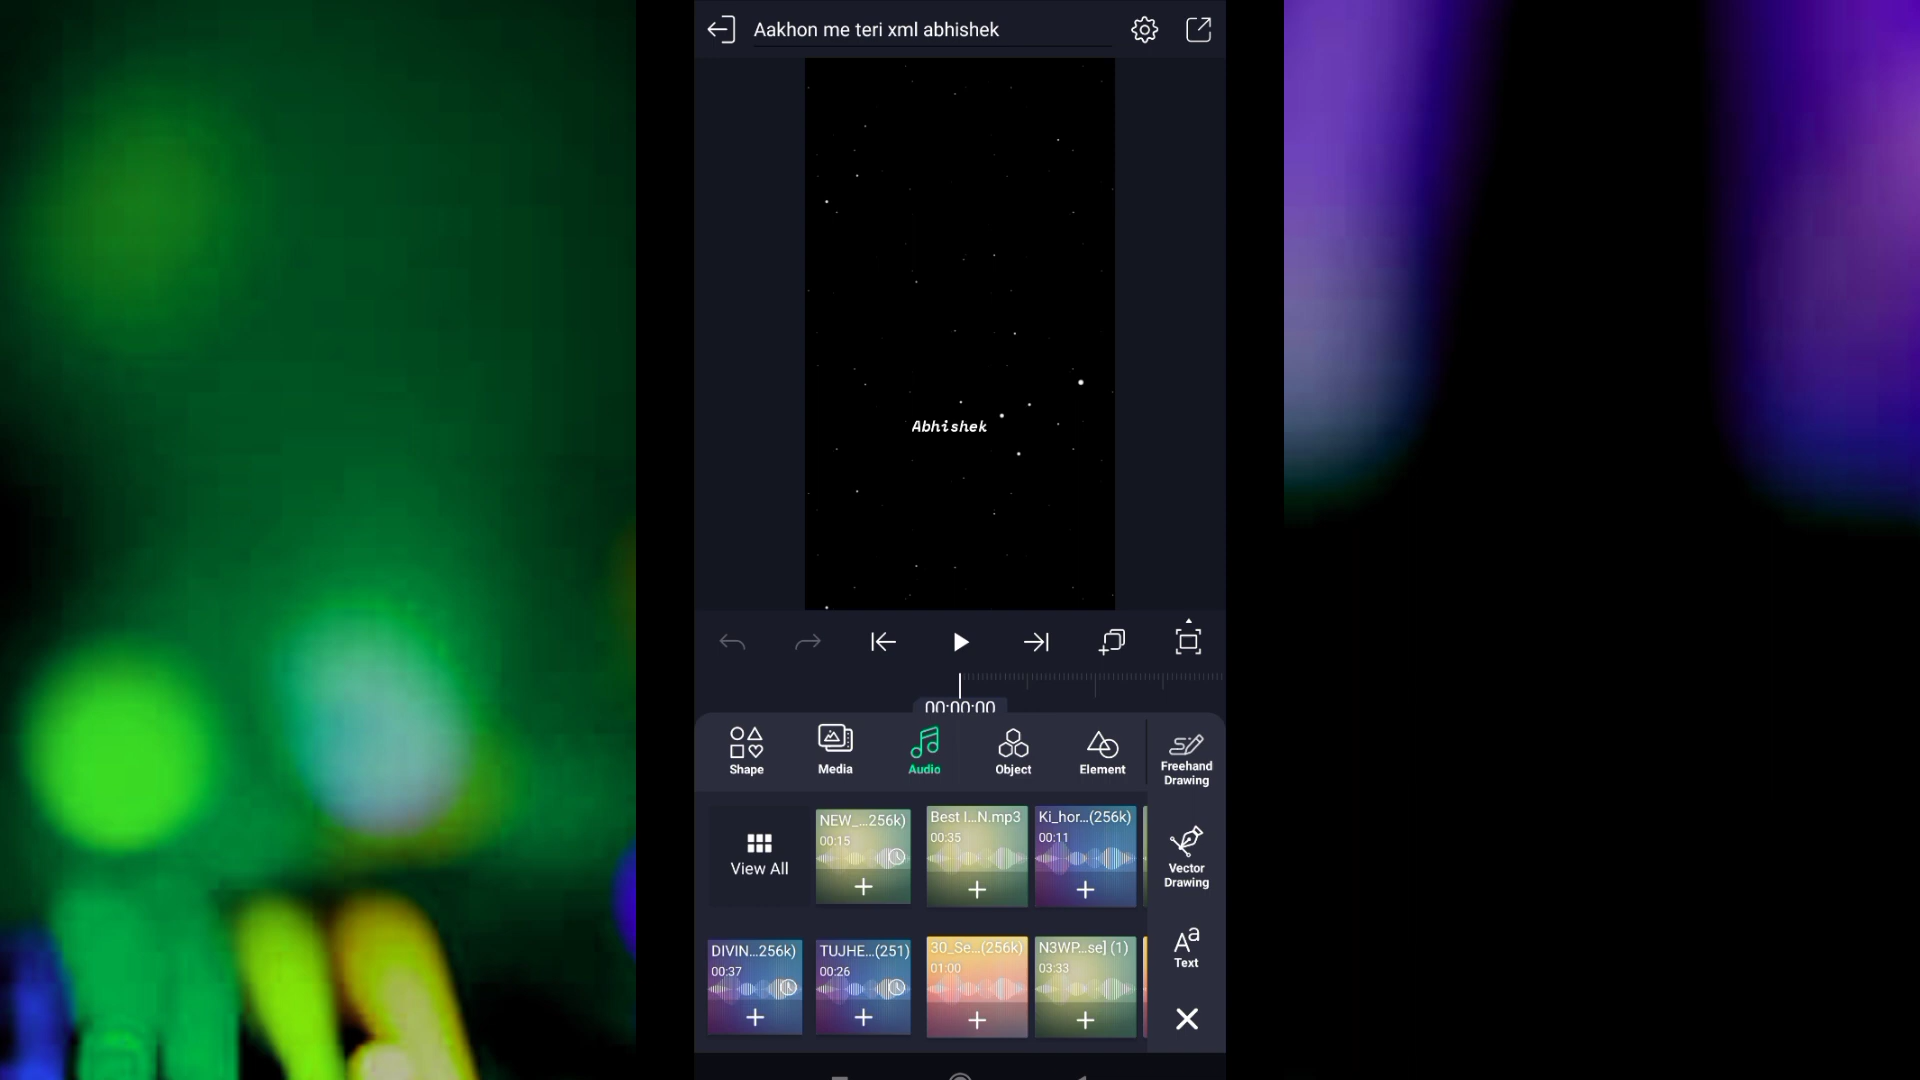 Aakhon me teri xml abhishek
Abhishek
00:00:00
Shape
Media
Audio
Object
Element
Freehand
Drawing
View All
NEW_...256k)
00:15
Best I...N.mp3
00:35
Ki_hor...(256k)
00:11
Vector
Drawing
DIVIN...256k)
00:37
TUJHE...(251)
00:26
30_Se...(256k)
01:00
N3WP...se] (1)
03:33
Aa
Text